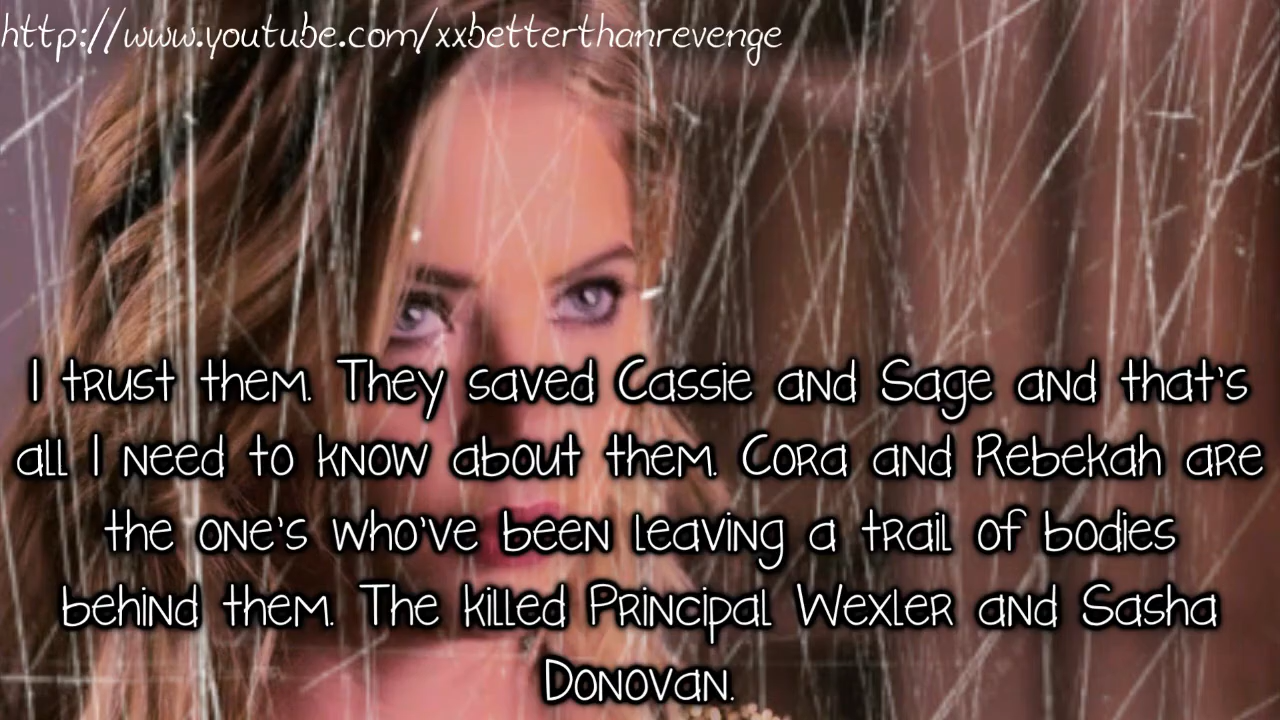 http://www.youtube.com/xxbetterthanrevenge
I trust them. They saved Cassie and Sage and that's
all I need to know about them. Cora and Rebekah are
the one's who've been leaving a trail of bodies
behind them. The killed Principal Wexler and Sasha
Donovan.